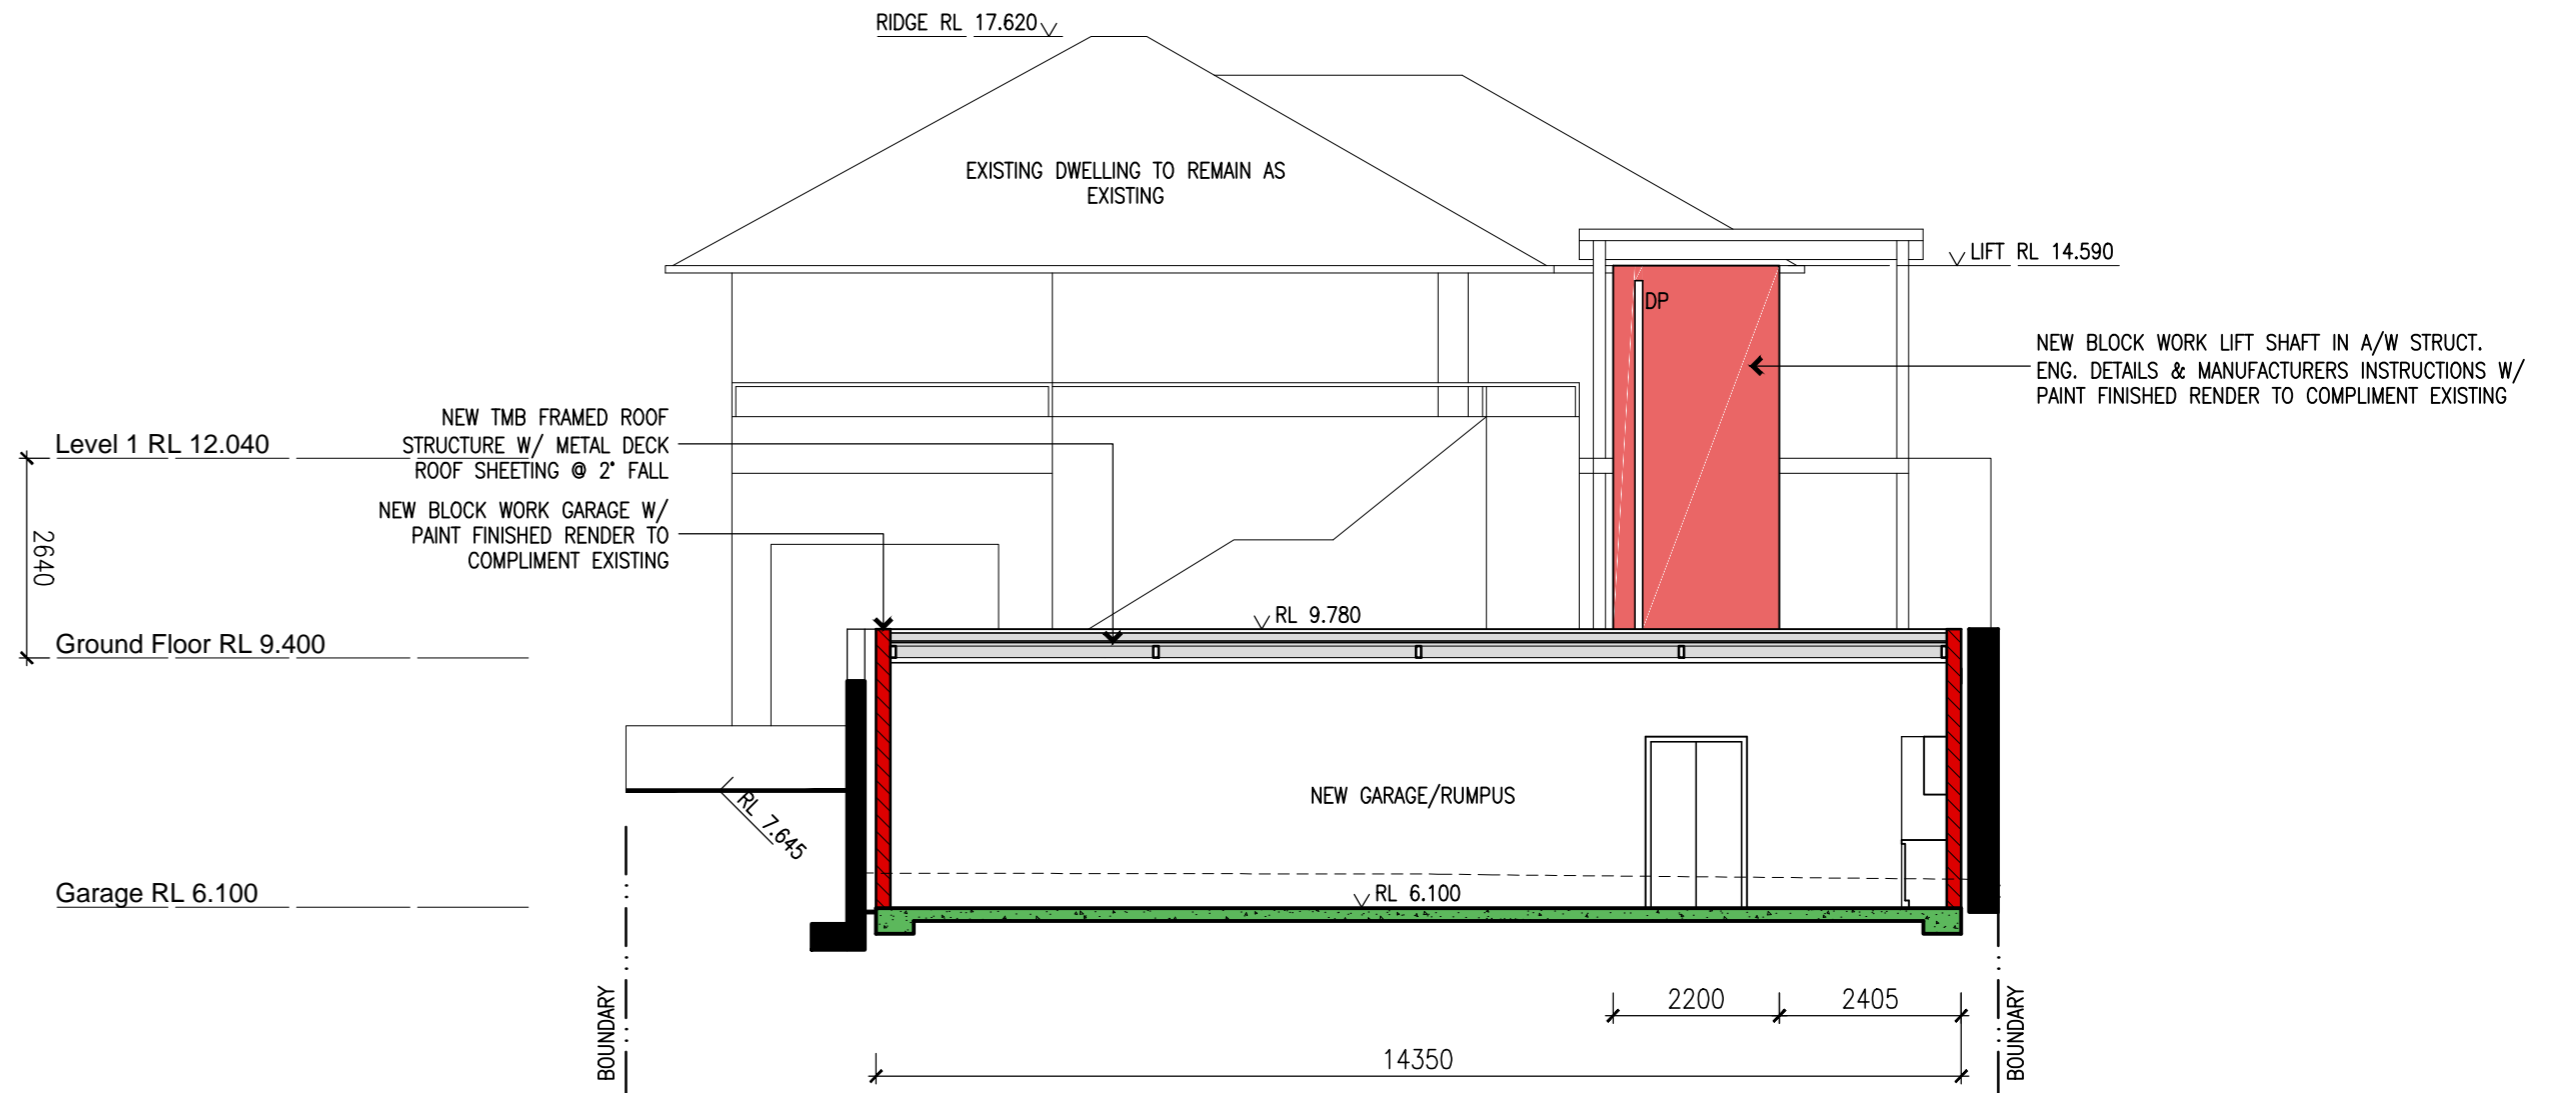 RIDGE RL 17.620
EXISTING DWELLING TO REMAIN AS
EXISTING
LIFT RL 14.590
DP
NEW BLOCK WORK LIFT SHAFT IN A/W STRUCT.
ENG. DETAILS & MANUFACTURERS INSTRUCTIONS W/
PAINT FINISHED RENDER TO COMPLIMENT EXISTING
NEW TMB FRAMED ROOF
STRUCTURE W/ METAL DECK
ROOF SHEETING @ 2° FALL
Level 1 RL 12.040
NEW BLOCK WORK GARAGE W/
PAINT FINISHED RENDER TO
COMPLIMENT EXISTING
2640
RL 9.780
Ground Floor RL 9.400
NEW GARAGE/RUMPUS
RL 7.645
Garage RL 6.100
RL 6.100
BOUNDARY
2200
2405
BOUNDARY
14350